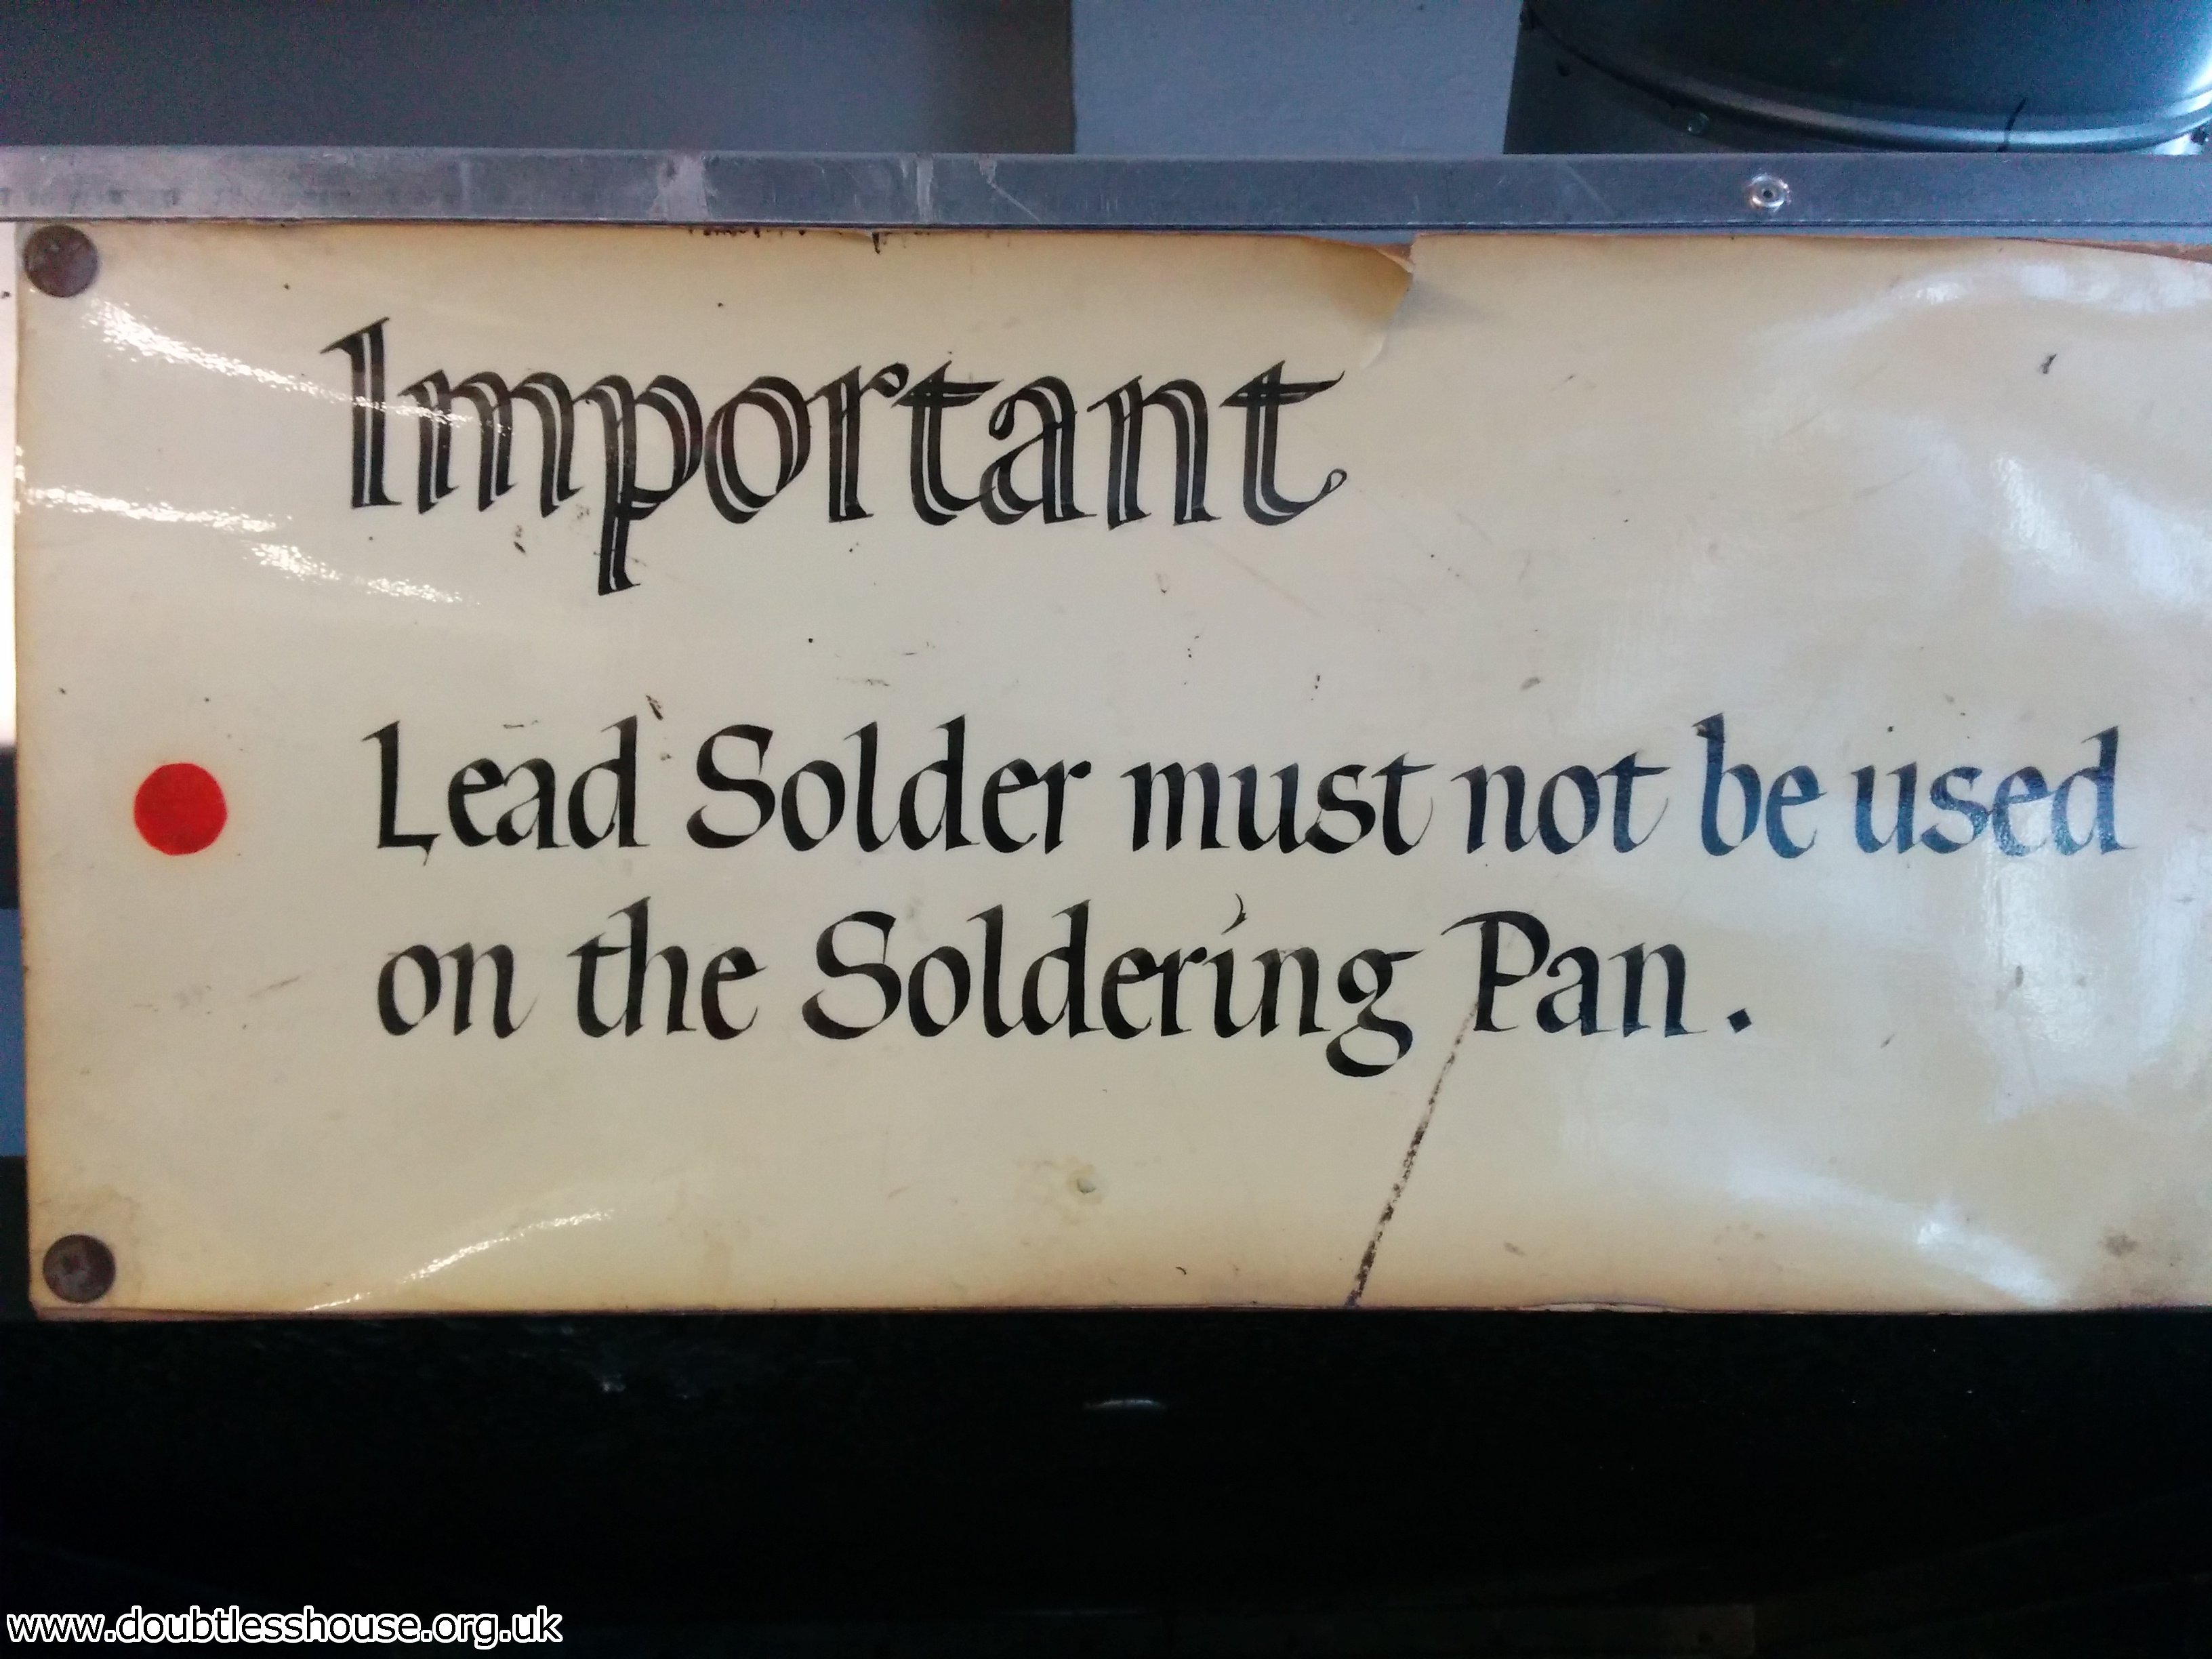 Important
Lead Solder must not be used
on the Soldering Pan.
www.doubtlesshouse.org.uk